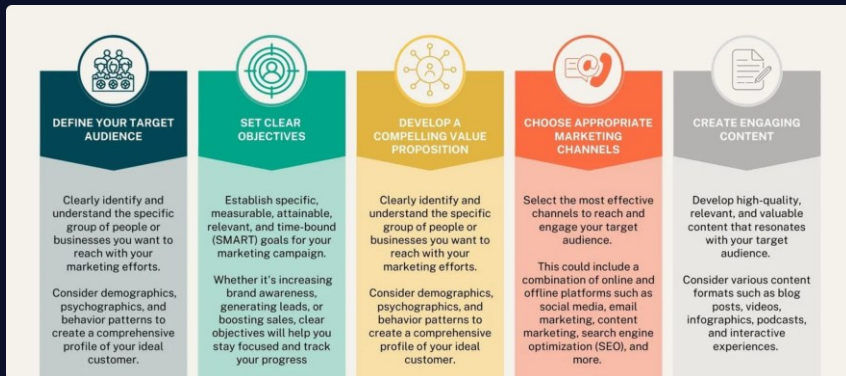 DEFINE YOUR TARGET
AUDIENCE
Clearly identify and
understand the specific
group of people or
businesses you want to
reach with your
marketing efforts.
Consider demographics,
psychographics, and
behavior patterns to
create a comprehensive
profile of your ideal
customer.
SET CLEAR
OBJECTIVES
Establish specific,
measurable, attainable,
relevant, and time-bound
(SMART) goals for your
marketing campaign.
Whether it's increasing
brand awareness,
generating leads, or
boosting sales, clear
objectives will help you
stay focused and track
your progress
DEVELOP A
COMPELLING VALUE
PROPOSITION
Clearly identify and
understand the specific
group of people or
businesses you want to
reach with your
marketing efforts.
Consider demographics,
psychographics, and
behavior patterns to
create a comprehensive
profile of your ideal
customer.
CHOOSE APPROPRIATE
MARKETING
CHANNELS
Select the most effective
channels to reach and
engage your target
audience.
This could include a
combination of online and
offline platforms such as
social media, email
marketing, content
marketing, search engine
optimization (SEO), and
more.
CREATE ENGAGING
CONTENT
Develop high-quality,
relevant, and valuable
content that resonates
with your target
audience.
Consider various content
formats such as blog
posts, videos,
infographics, podcasts,
and interactive
experiences.